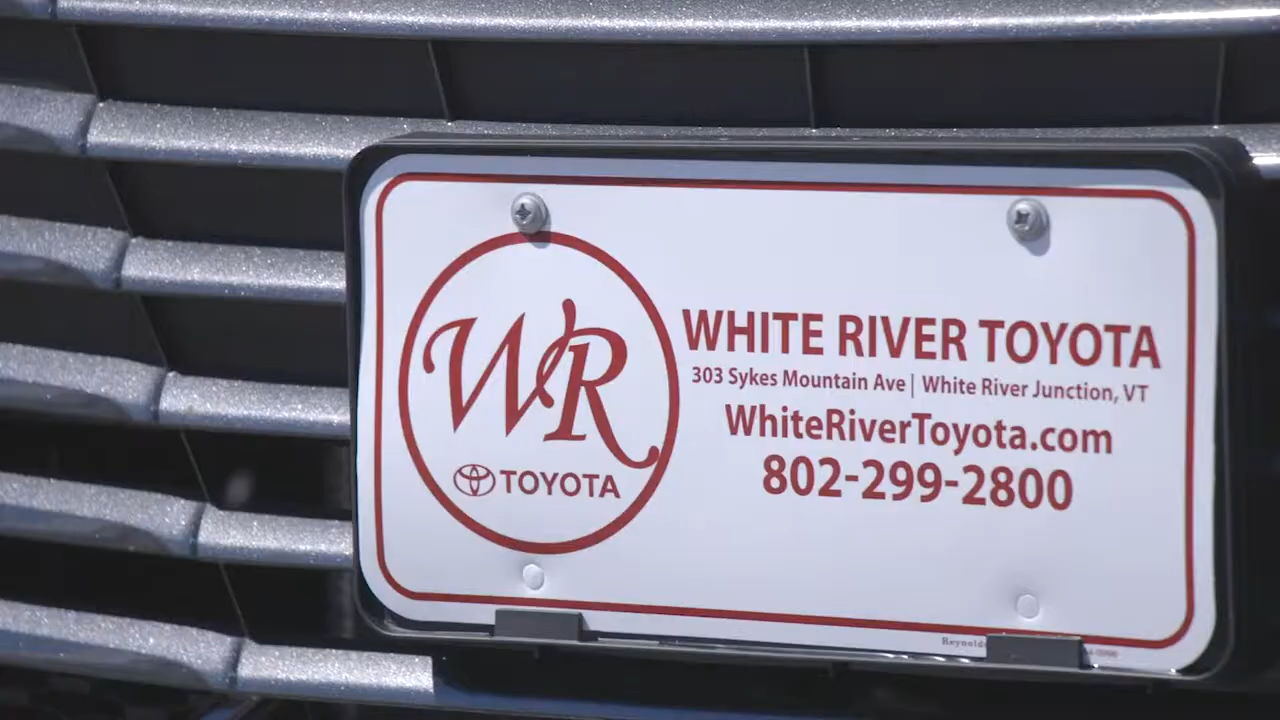 WR
TOYOTA
WHITE RIVER TOYOTA
303 Sykes Mountain Ave | White River Junction, VT
WhiteRiverToyota.com
802-299-2800